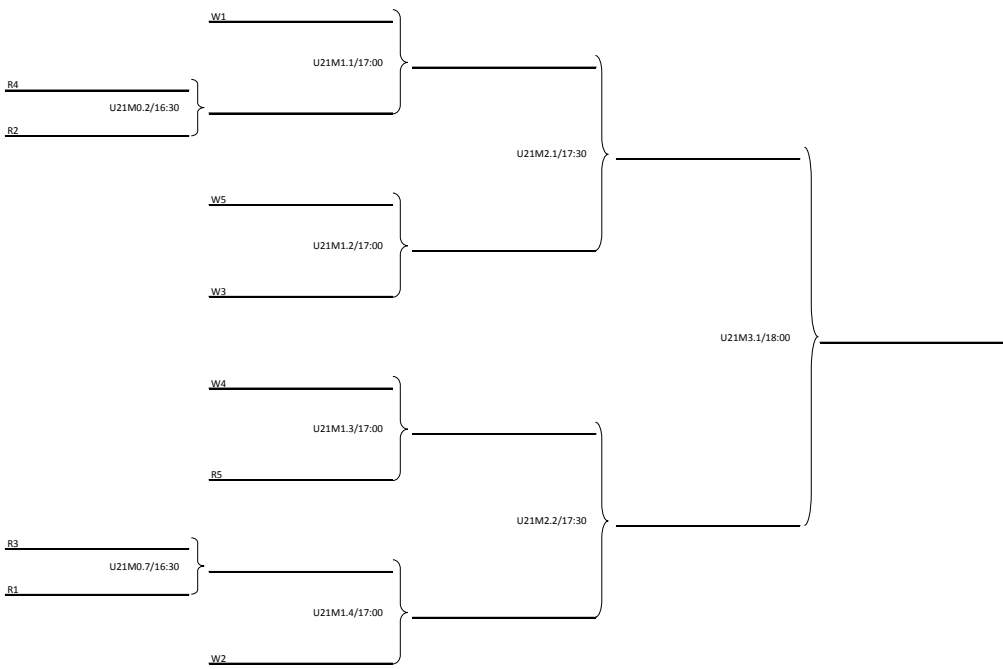 W1
U21M1.1/17:00
R4
U21M0.2/16:30
R2
U21M2.1/17:30
W5
U21M1.2/17:00
W3
U21M3.1/18:00
W4
U21M1.3/17:00
R5
U21M2.2/17:30
R3
U21M0.7/16:30
R1
U21M1.4/17:00
W2